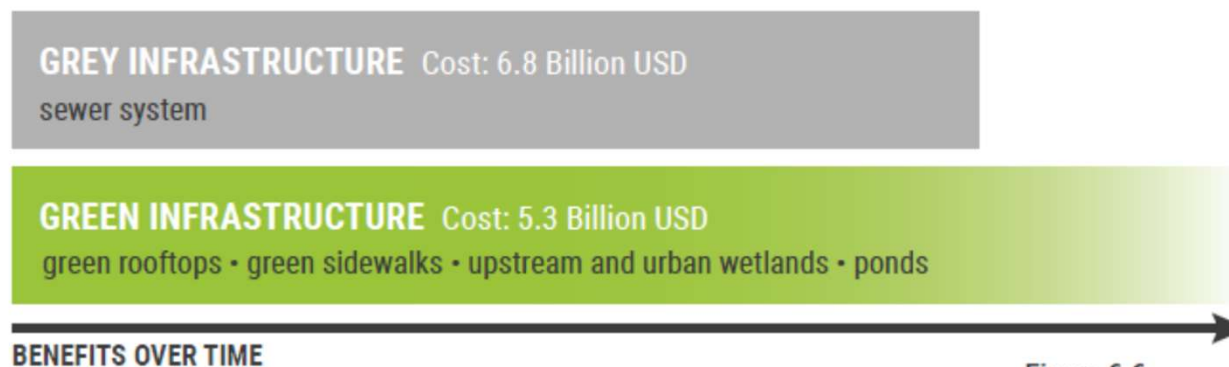 GREY INFRASTRUCTURE Cost: 6.8 Billion USD
sewer system
GREEN INFRASTRUCTURE Cost: 5.3 Billion USD
green rooftops • green sidewalks • upstream and urban wetlands • ponds
BENEFITS OVER TIME